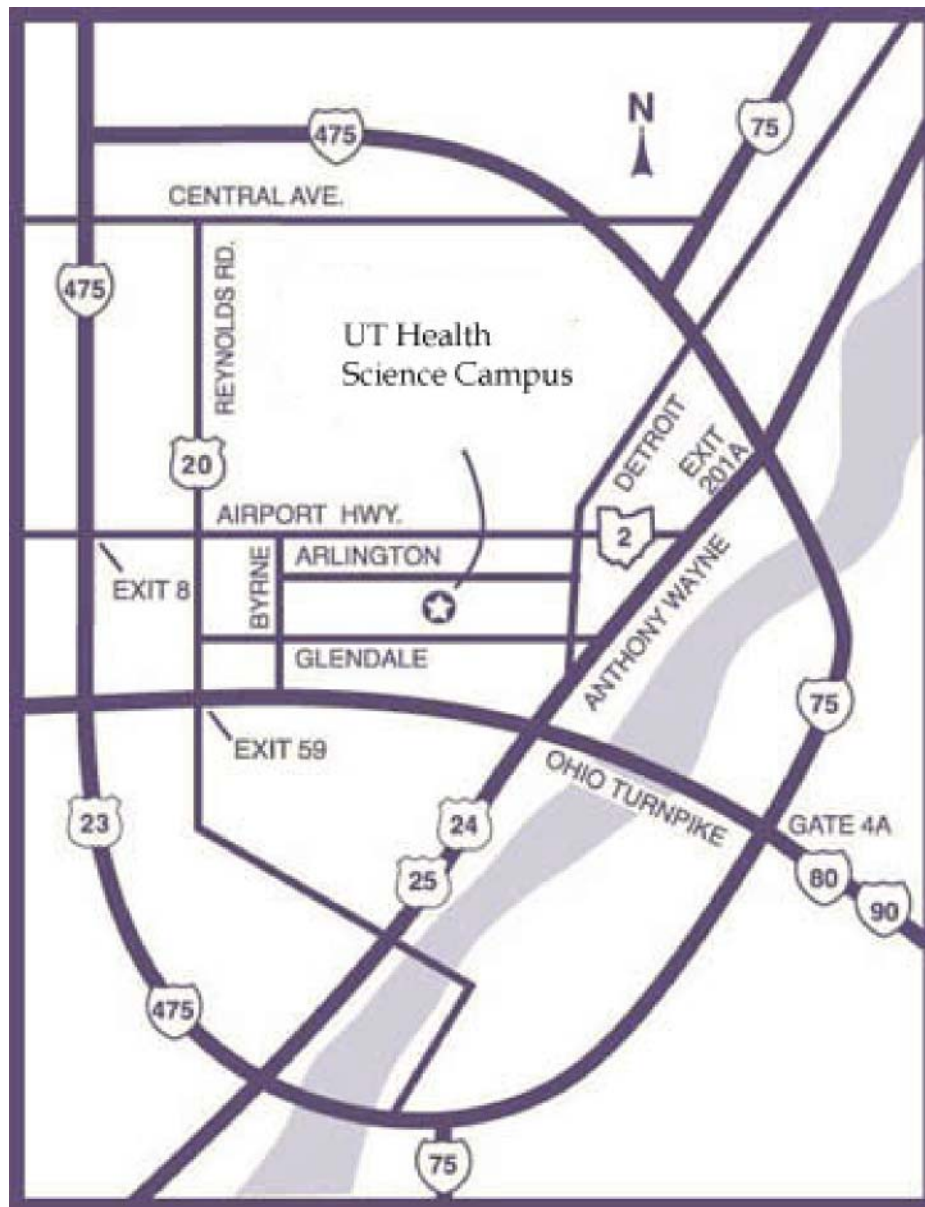 N
475
75
CENTRAL AVE.
475
REYNOLDS RD.
UT Health
Science Campus
DETROIT
EXIT
201A
20
AIRPORT HWY.
2
BYRNE
ARLINGTON
EXIT 8
ANTHONY WAYNE
GLENDALE
75
EXIT 59
OHIO TURNPIKE
23
24
GATE 4A
25
80
90
475
75